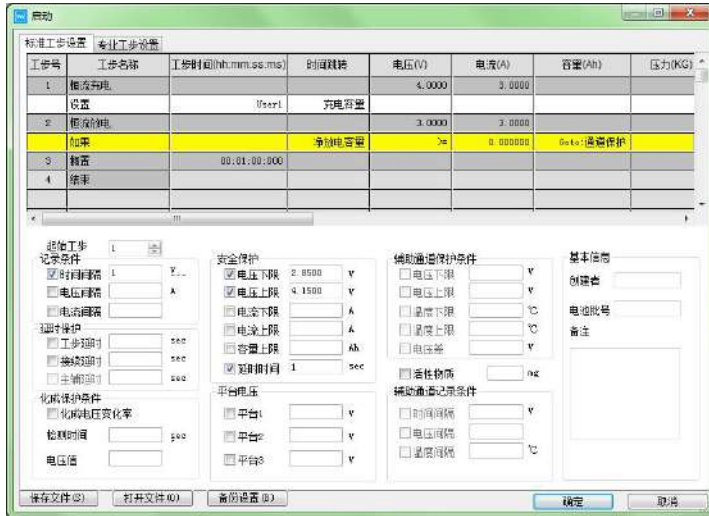 启动
标准工步设置 专业工步设置
工步号 工步名称 工步时间(hh:mm:ss:ms) 时间跳转 电压(V) 电流(A) 容量(Ah) 压力(KG)
1 恒流充电 4.0000 3.0000
设置 User1 充电容量
2 恒流放电 3.0000 3.0000
如果 净放电容量 >= 0.000000 Goto:通道保护
3 搁置 00:01:00:000
4 结束
起始工步 1
记录条件
时间间隔 1
电压间隔
电流间隔
延时保护
工步延时 sec
接续延时 sec
主辅延时 sec
化成保护条件
化成电压变化率
检测时间 sec
电压值
安全保护
电压下限 2.8500 V
电压上限 4.1500 V
电流下限 A
电流上限 A
容量上限 Ah
延时时间 1 sec
平台电压
平台1 V
平台2 V
平台3 V
辅助通道保护条件
电压下限 V
电压上限 V
温度下限 ℃
温度上限 ℃
电压差 V
活性物质 mg
辅助通道记录条件
时间间隔 V
电压间隔
温度间隔 ℃
基本信息
创建者
电池批号
备注
保存文件(S) 打开文件(O) 备份设置(B) 确定 取消